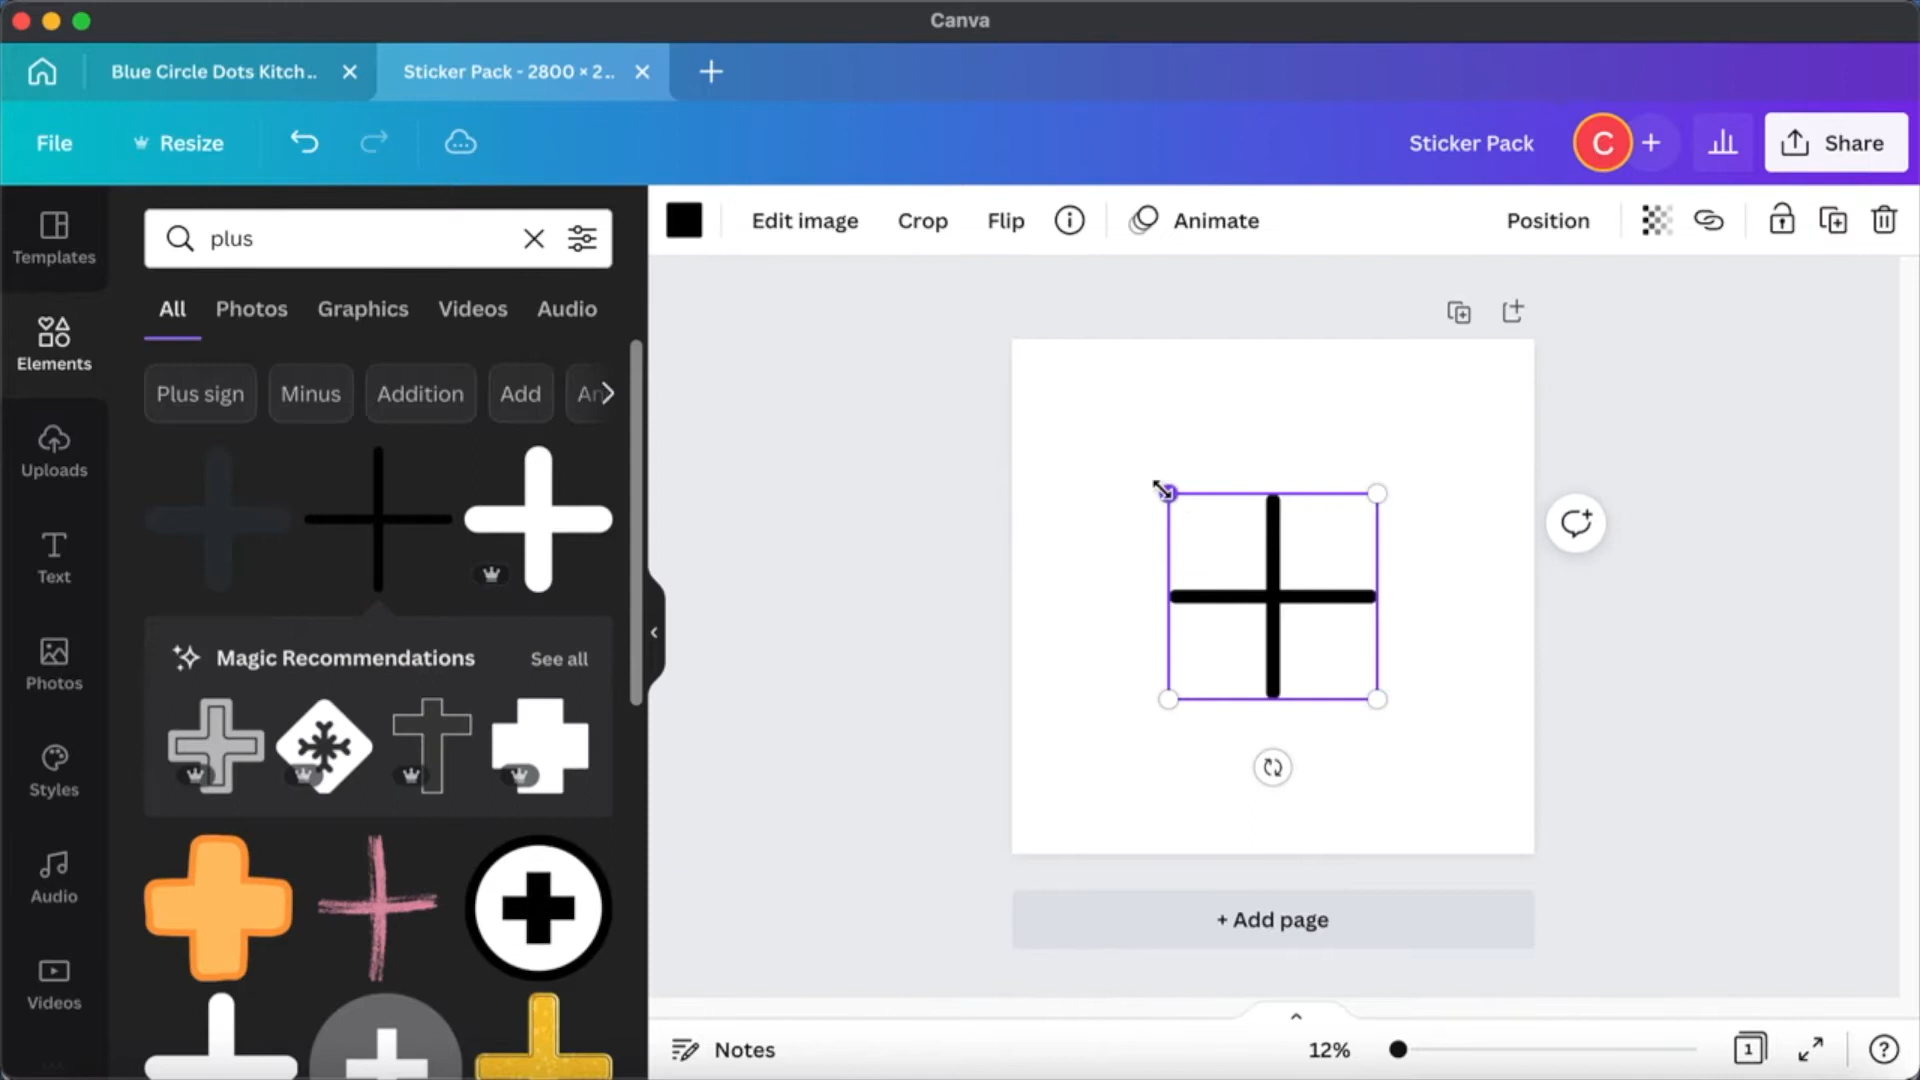 Canva
Blue Circle Dots Kitch..
Sticker Pack - 2800 × 2..
File
Resize
Sticker Pack
C
Share
Templates
Elements
Uploads
Text
Photos
Styles
Audio
Videos
plus
All
Photos
Graphics
Videos
Audio
Plus sign
Minus
Addition
Add
An
Magic Recommendations
See all
Edit image
Crop
Flip
Animate
Position
+ Add page
Notes
12%
1
?